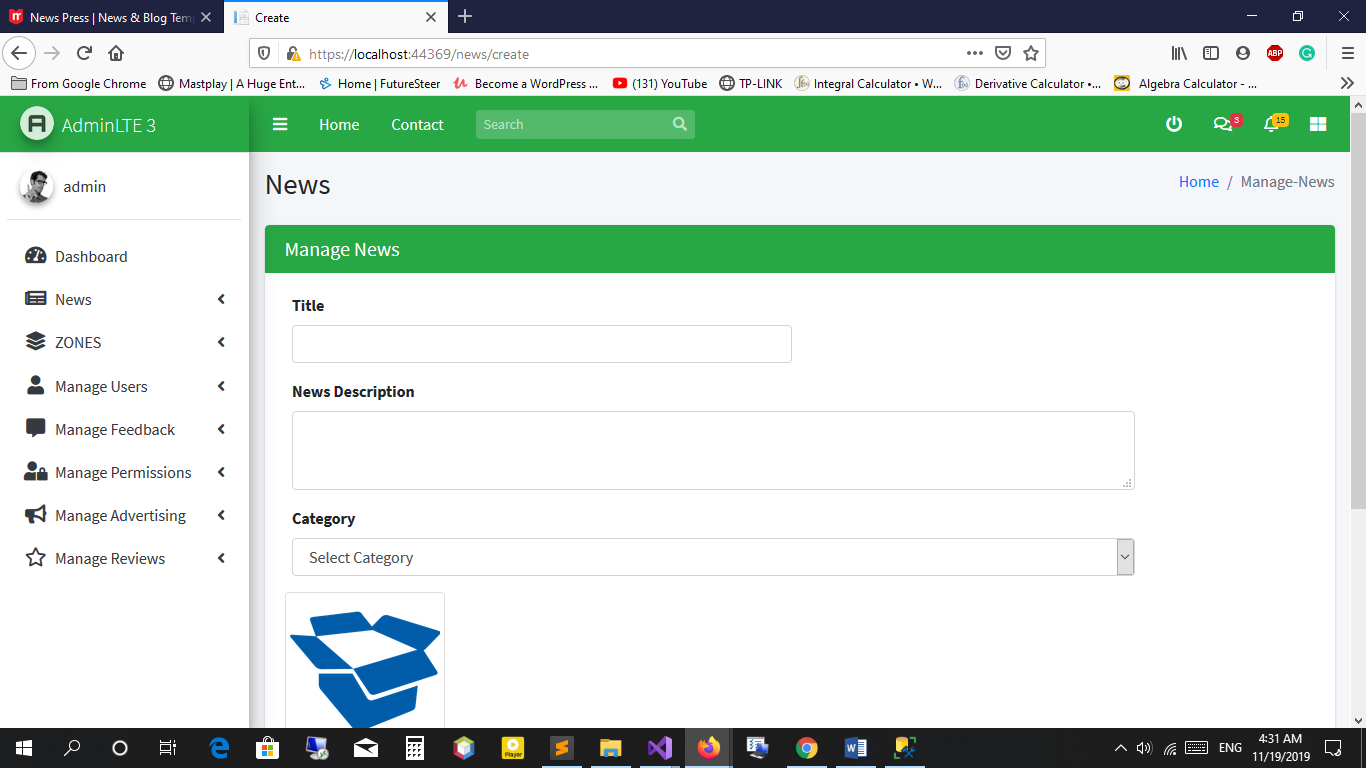 News Press | News & Blog Tem
Create
https://localhost:44369/news/create
ABP
From Google Chrome
Mastplay | A Huge Ent...
Home | FutureSteer
Become a WordPress ...
(131) YouTube
TP-LINK
Integral Calculator • W...
Derivative Calculator •...
Algebra Calculator - ...
AdminLTE 3
Home
Contact
Search
3
15
admin
News
Home / Manage-News
Dashboard
News
ZONES
Manage Users
Manage Feedback
Manage Permissions
Manage Advertising
Manage Reviews
Manage News
Title
News Description
Category
Select Category
Player
ENG
4:31 AM
11/19/2019